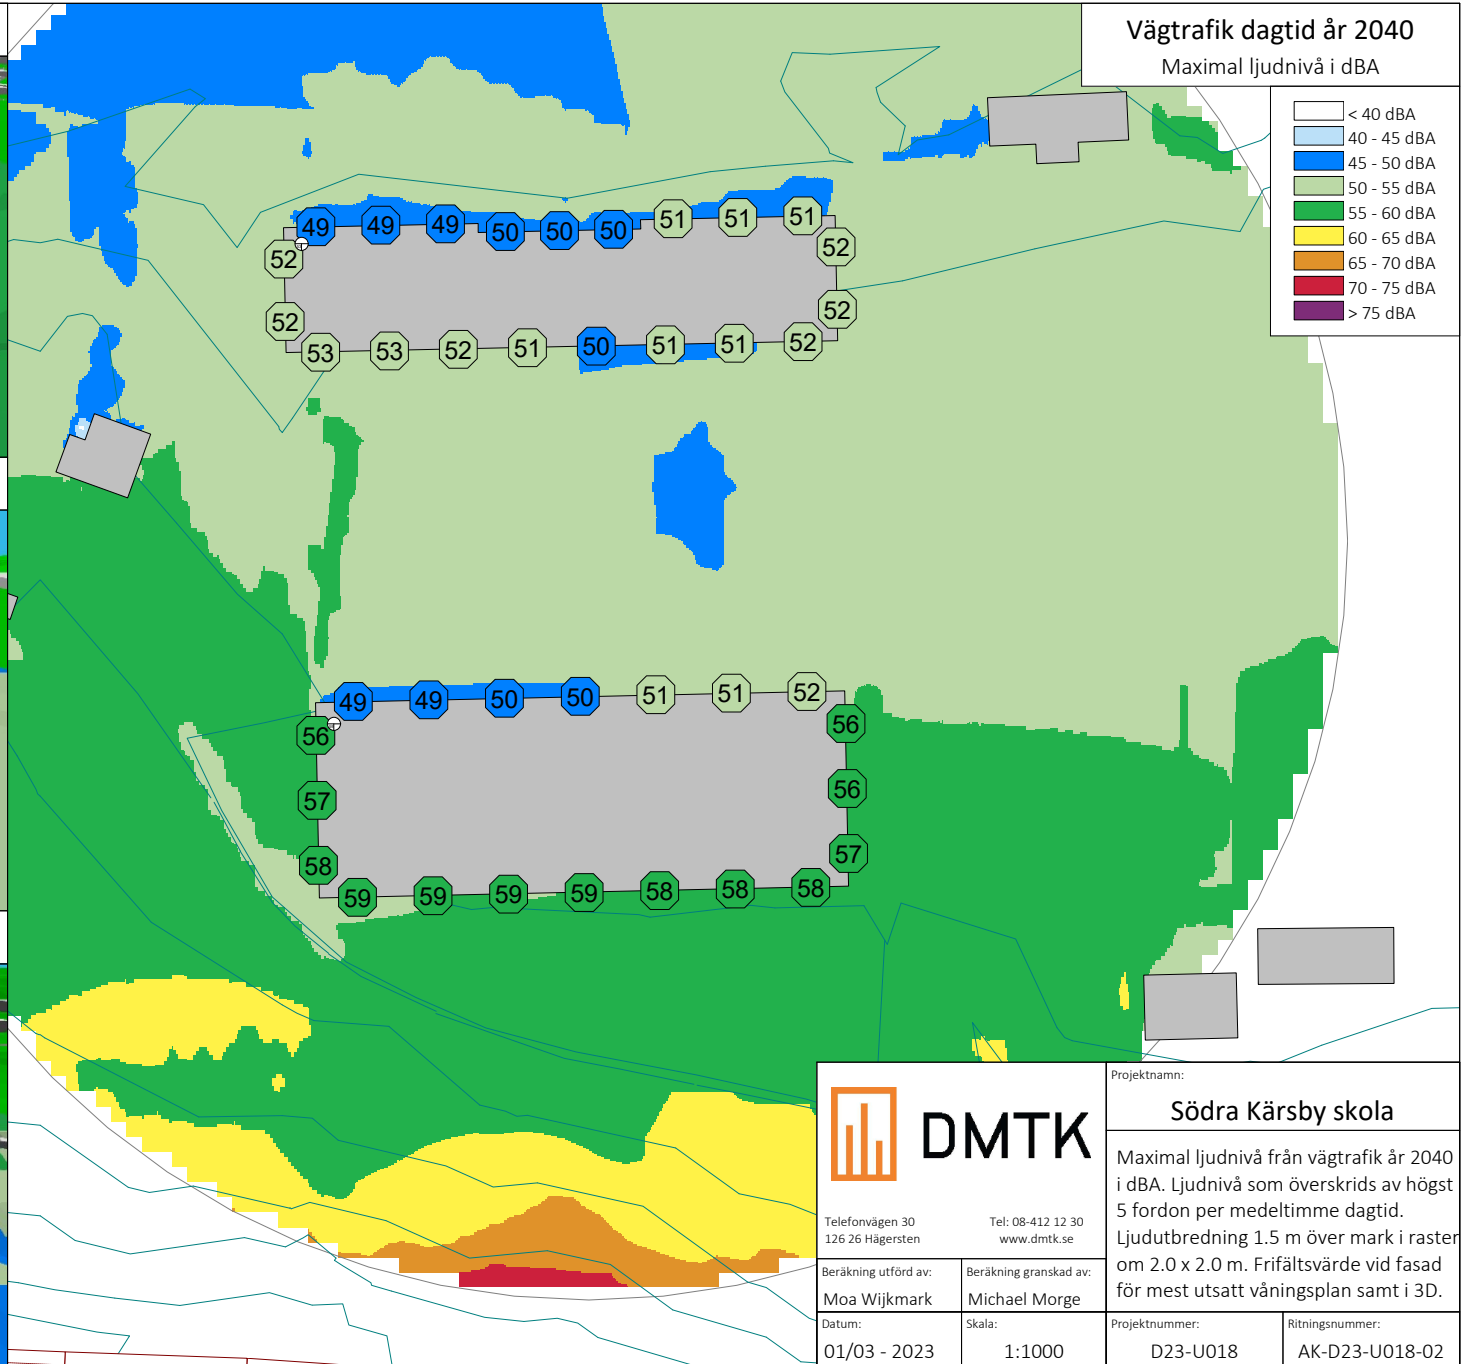 Vägtrafik dagtid år 2040
Maximal ljudnivå i dBA
< 40 dBA
40 - 45 dBA
45 - 50 dBA
50 - 55 dBA
55 - 60 dBA
60 - 65 dBA
65 - 70 dBA
70 - 75 dBA
> 75 dBA
49 49 49 50 50 50 51 51 51
52 52
52 52
53 53 52 51 50 51 51 52
49 49 50 50 51 51 52
56 56
57 56
58 57
59 59 59 59 58 58 58
DMTK
Telefonvägen 30
126 26 Hägersten
Tel: 08-412 12 30
www.dmtk.se
Projektnamn:
Södra Kärsby skola
Maximal ljudnivå från vägtrafik år 2040
i dBA. Ljudnivå som överskrids av högst
5 fordon per medeltimme dagtid.
Ljudutbredning 1.5 m över mark i raster
om 2.0 x 2.0 m. Frifältsvärde vid fasad
för mest utsatt våningsplan samt i 3D.
Beräkning utförd av:
Moa Wijkmark
Beräkning granskad av:
Michael Morge
Datum:
01/03 - 2023
Skala:
1:1000
Projektnummer:
D23-U018
Ritningsnummer:
AK-D23-U018-02